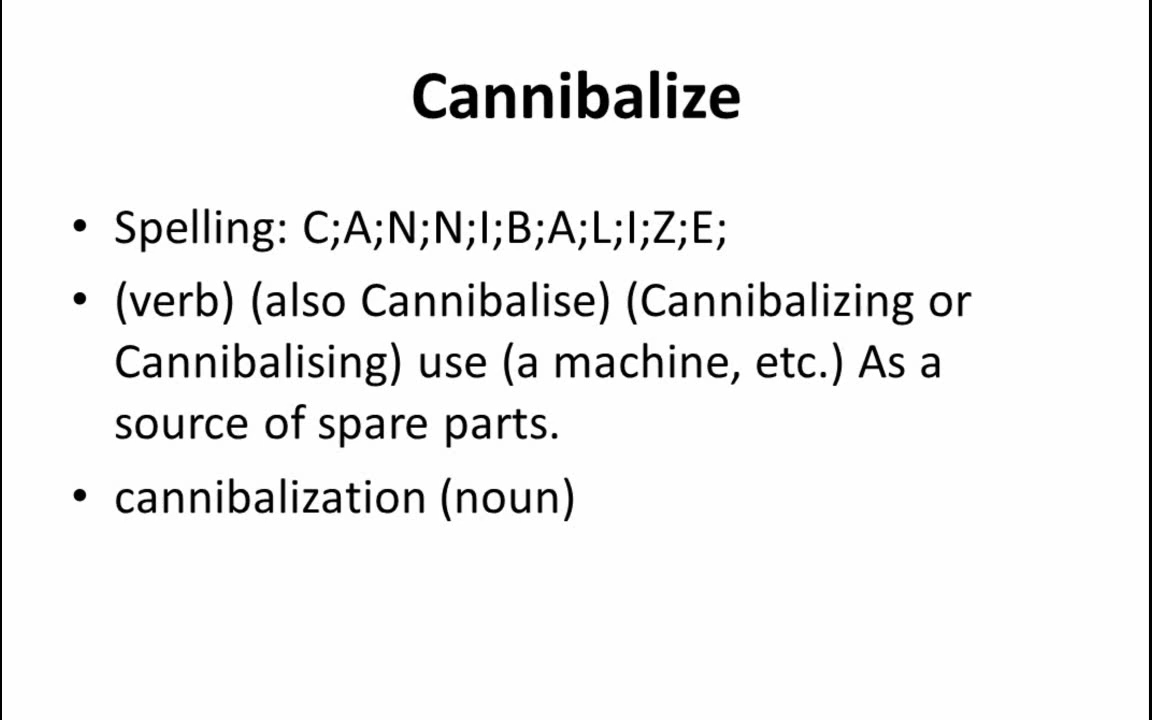 Cannibalize
• Spelling: C;A;N;N;I;B;A;L;I;Z;E;
• (verb) (also Cannibalise) (Cannibalizing or
Cannibalising) use (a machine, etc.) As a
source of spare parts.
• cannibalization (noun)